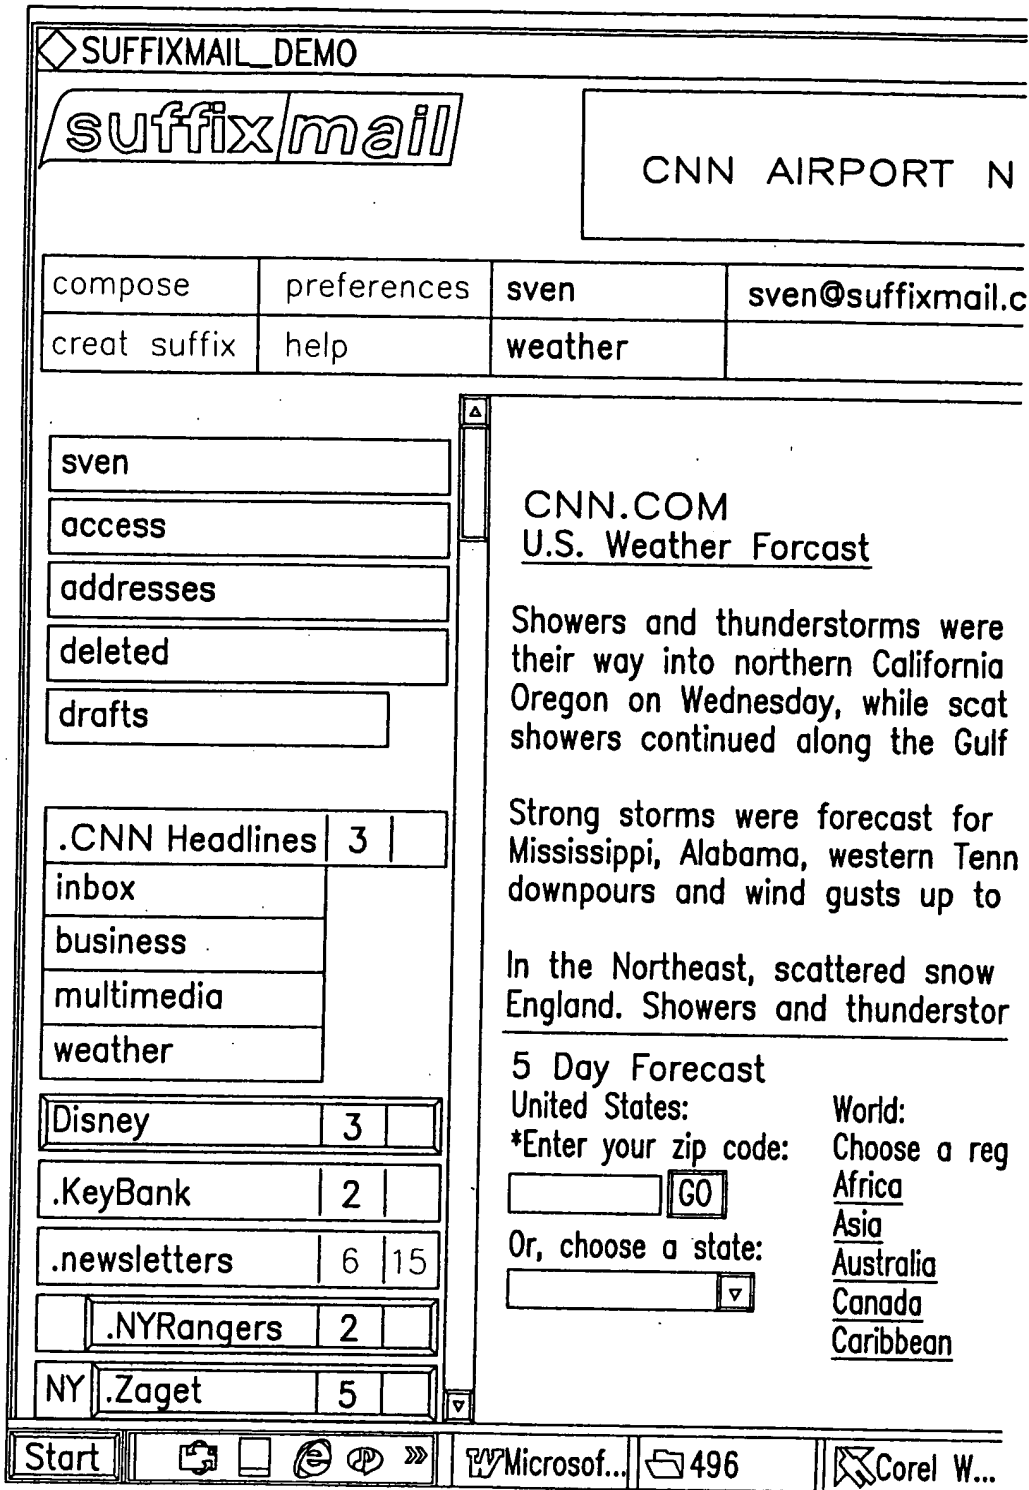 SUFFIXMAIL_DEMO
suffix/mail
CNN AIRPORT N
compose preferences sven sven@suffixmail.c
creat suffix help weather
sven
access
addresses
deleted
drafts
.CNN Headlines 3
inbox
business
multimedia
weather
Disney 3
.KeyBank 2
.newsletters 6 15
.NYRangers 2
NY .Zaget 5
CNN.COM
U.S. Weather Forcast
Showers and thunderstorms were
their way into northern California
Oregon on Wednesday, while scat
showers continued along the Gulf
Strong storms were forecast for
Mississippi, Alabama, western Tenn
downpours and wind gusts up to
In the Northeast, scattered snow
England. Showers and thunderstor
5 Day Forecast
United States:
*Enter your zip code:
GO
Or, choose a state:
World:
Choose a reg
Africa
Asia
Australia
Canada
Caribbean
Start » Microsof... 496 Corel W...